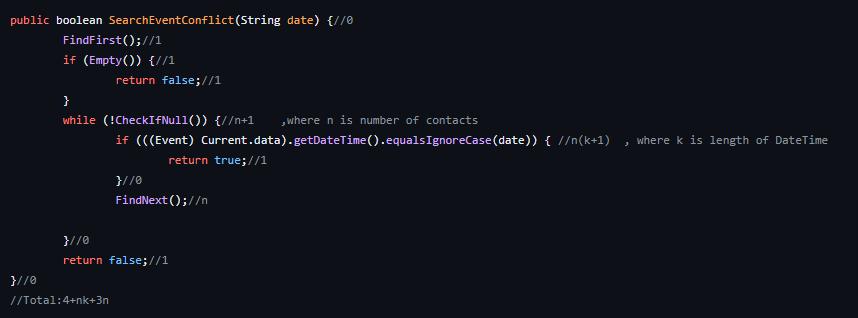 public boolean SearchEventConflict(String date) {//0
FindFirst();//1
if (Empty()) {//1
return false;//1
}
while (!CheckIfNull()) {//n+1    ,where n is number of contacts
if (((Event) Current.data).getDateTime().equalsIgnoreCase(date)) { //n(k+1)  , where k is length of DateTime
return true;//1
}//0
FindNext();//n
}//0
return false;//1
}//0
//Total:4+nk+3n